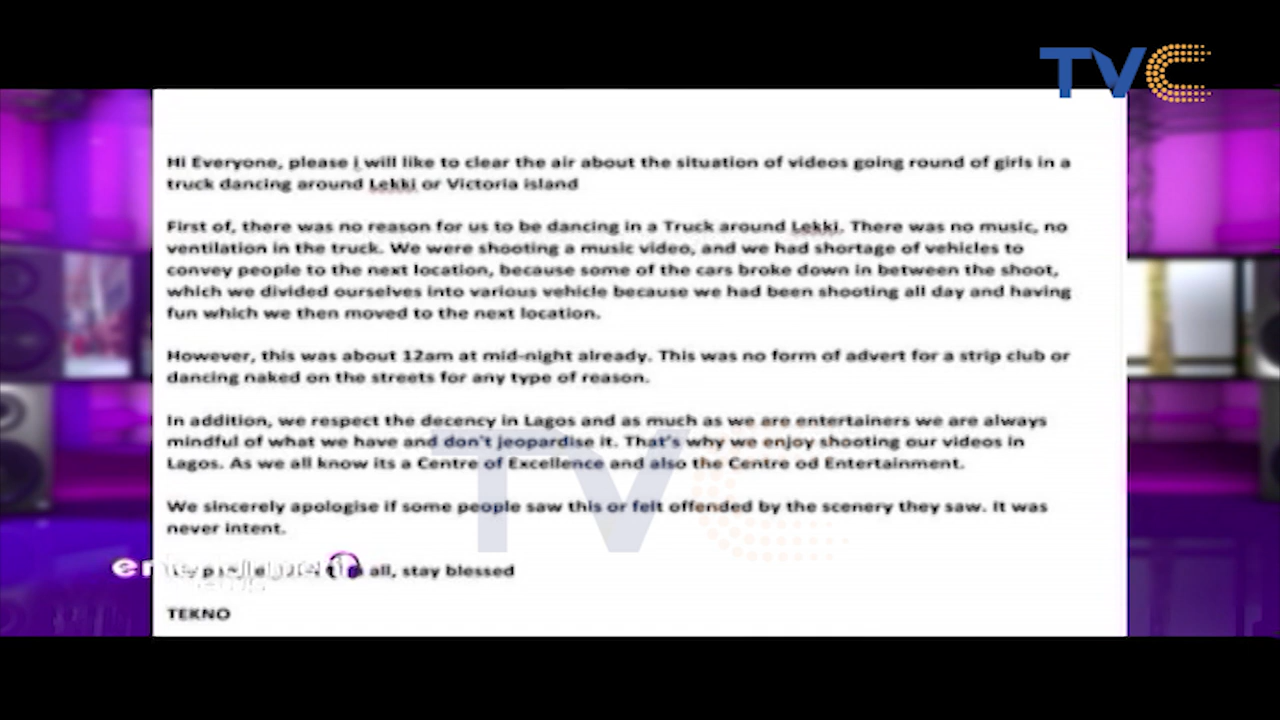 TVC
Hi Everyone, please i will like to clear the air about the situation of videos going round of girls in a
truck dancing around Lekki or Victoria island
First of, there was no reason for us to be dancing in a Truck around Lekki. There was no music, no
ventilation in the truck. We were shooting a music video, and we had shortage of vehicles to
convey people to the next location, because some of the cars broke down in between the shoot,
which we divided ourselves into various vehicle because we had been shooting all day and having
fun which we then moved to the next location.
However, this was about 12am at mid-night already. This was no form of advert for a strip club or
dancing naked on the streets for any type of reason.
In addition, we respect the decency in Lagos and as much as we are entertainers we are always
mindful of what we have and don't jeopardise it. That's why we enjoy shooting our videos in
Lagos. As we all know its a Centre of Excellence and also the Centre od Entertainment.
TVC
We sincerely apologise if some people saw this or felt offended by the scenery they saw. It was
never intent.
all, stay blessed
TEKNO